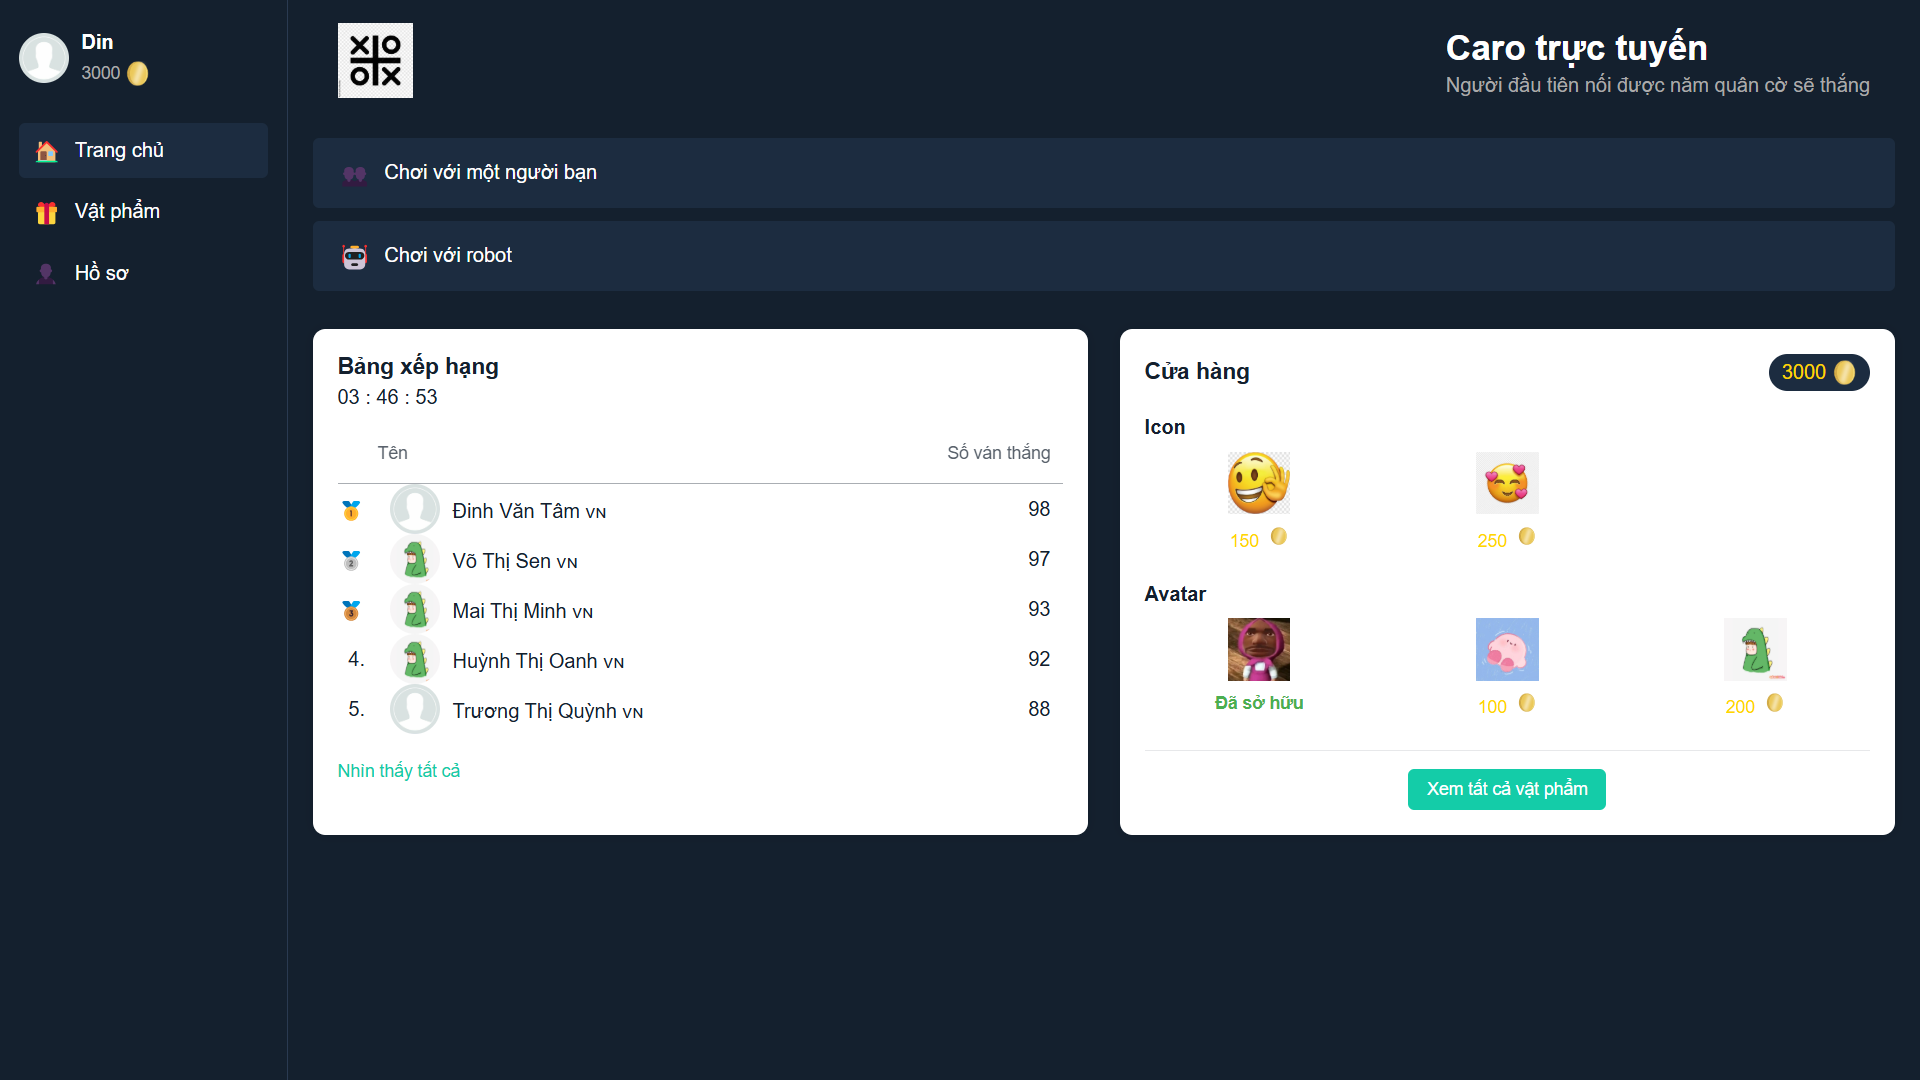 Din
3000
Trang chủ
Vật phẩm
Hồ sơ
Caro trực tuyến
Người đầu tiên nối được năm quân cờ sẽ thắng
Chơi với một người bạn
Chơi với robot
Bảng xếp hạng
03 : 46 : 53
Tên Số ván thắng
1 Đinh Văn Tâm VN 98
2 Võ Thị Sen VN 97
3 Mai Thị Minh VN 93
4. Huỳnh Thị Oanh VN 92
5. Trương Thị Quỳnh VN 88
Nhìn thấy tất cả
Cửa hàng 3000
Icon
150 250
Avatar
Đã sở hữu 100 200
Xem tất cả vật phẩm